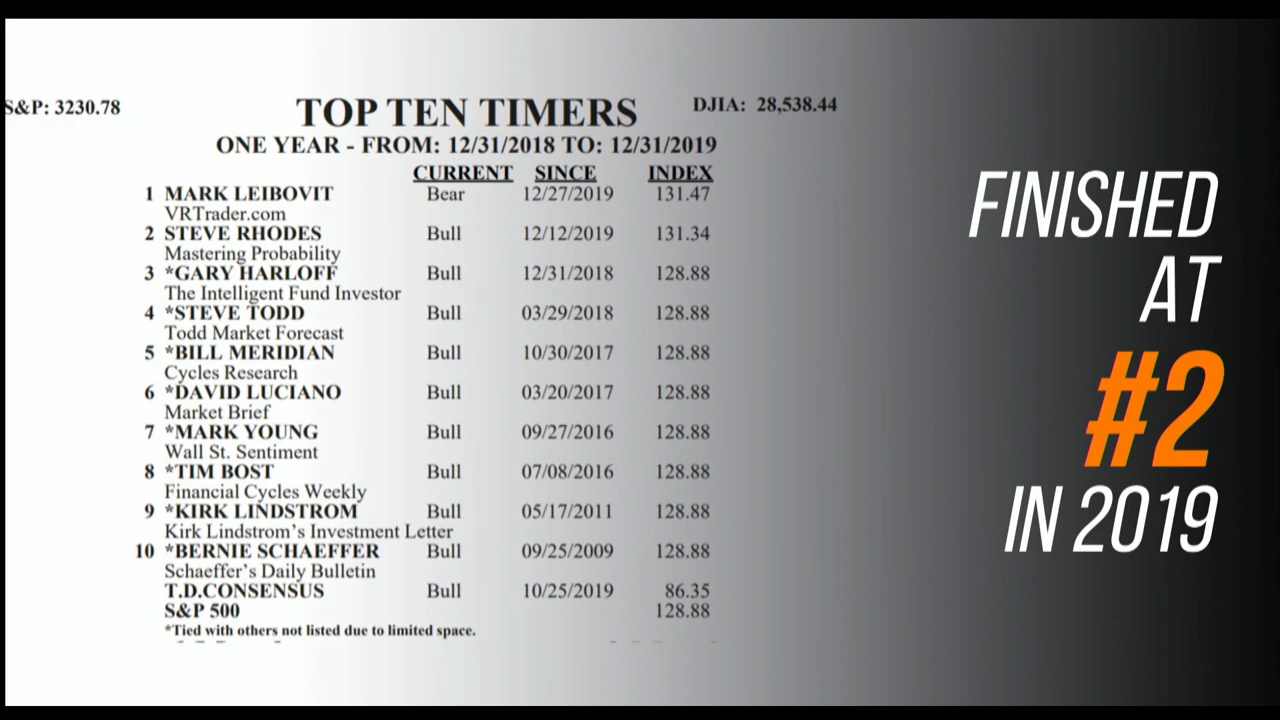 S&P: 3230.78
TOP TEN TIMERS
DJIA: 28,538.44
ONE YEAR - FROM: 12/31/2018 TO: 12/31/2019
CURRENT SINCE INDEX
1 MARK LEIBOVIT Bear 12/27/2019 131.47
VRTrader.com
2 STEVE RHODES Bull 12/12/2019 131.34
Mastering Probability
3 *GARY HARLOFF Bull 12/31/2018 128.88
The Intelligent Fund Investor
4 *STEVE TODD Bull 03/29/2018 128.88
Todd Market Forecast
5 *BILL MERIDIAN Bull 10/30/2017 128.88
Cycles Research
6 *DAVID LUCIANO Bull 03/20/2017 128.88
Market Brief
7 *MARK YOUNG Bull 09/27/2016 128.88
Wall St. Sentiment
8 *TIM BOST Bull 07/08/2016 128.88
Financial Cycles Weekly
9 *KIRK LINDSTROM Bull 05/17/2011 128.88
Kirk Lindstrom’s Investment Letter
10 *BERNIE SCHAEFFER Bull 09/25/2009 128.88
Schaeffer’s Daily Bulletin
T.D.CONSENSUS Bull 10/25/2019 86.35
S&P 500 128.88
*Tied with others not listed due to limited space.
FINISHED
AT
#2
IN 2019